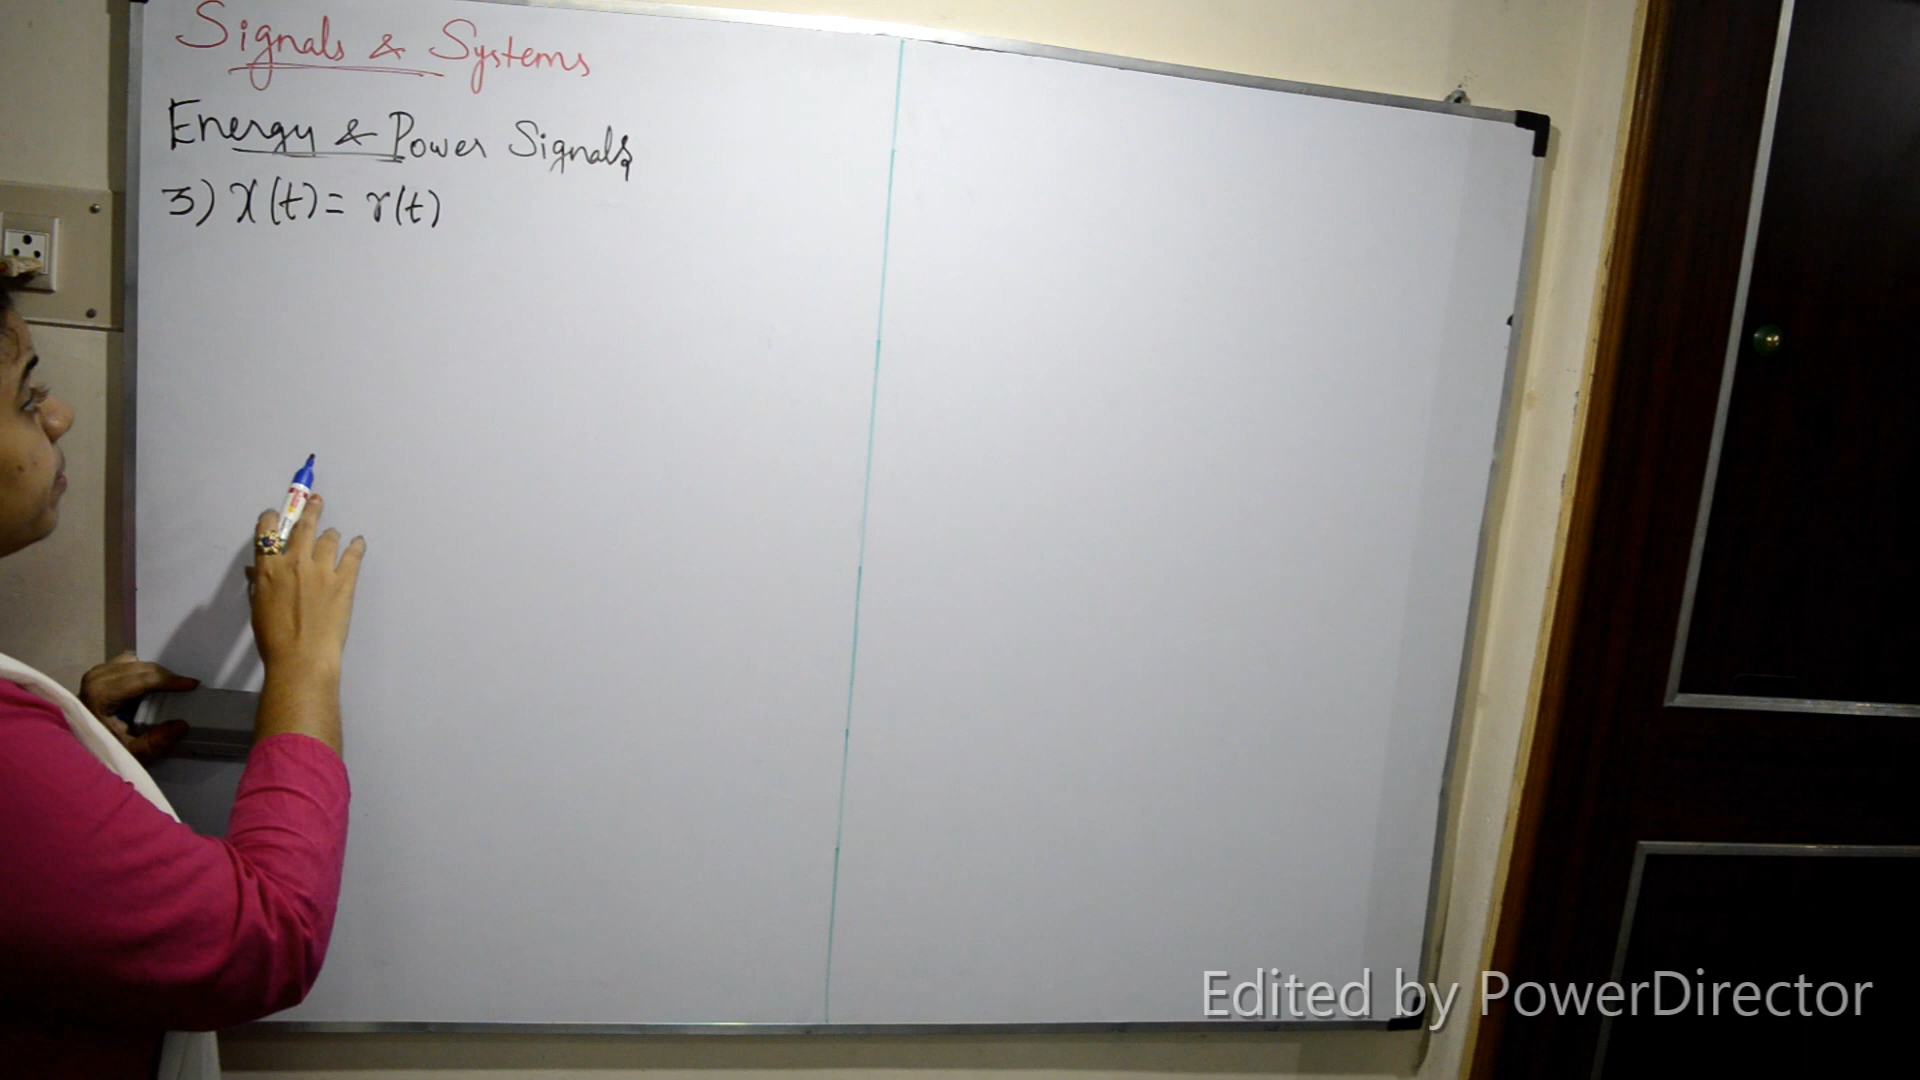 Signals & Systems
Energy & Power Signals
3) x(t) = r(t)
Edited by PowerDirector